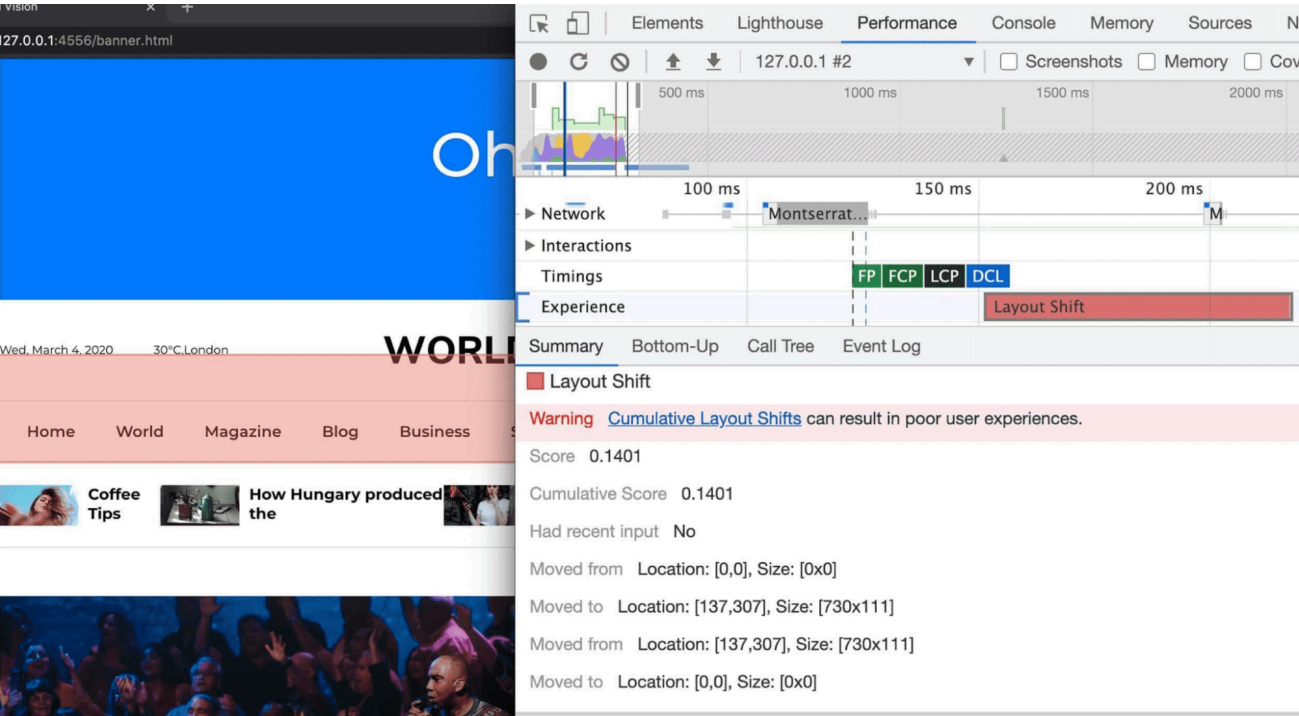 Vision × +
127.0.0.1:4556/banner.html
Oh
Wed, March 4, 2020 30°C,London WORL
Home World Magazine Blog Business S
Coffee Tips
How Hungary produced the
Elements Lighthouse Performance Console Memory Sources N
127.0.0.1 #2 ▼ Screenshots Memory Cov
500 ms 1000 ms 1500 ms 2000 ms
100 ms 150 ms 200 ms
Network Montserrat... M
Interactions
Timings FP FCP LCP DCL
Experience Layout Shift
Summary Bottom-Up Call Tree Event Log
Layout Shift
Warning Cumulative Layout Shifts can result in poor user experiences.
Score 0.1401
Cumulative Score 0.1401
Had recent input No
Moved from Location: [0,0], Size: [0x0]
Moved to Location: [137,307], Size: [730x111]
Moved from Location: [137,307], Size: [730x111]
Moved to Location: [0,0], Size: [0x0]